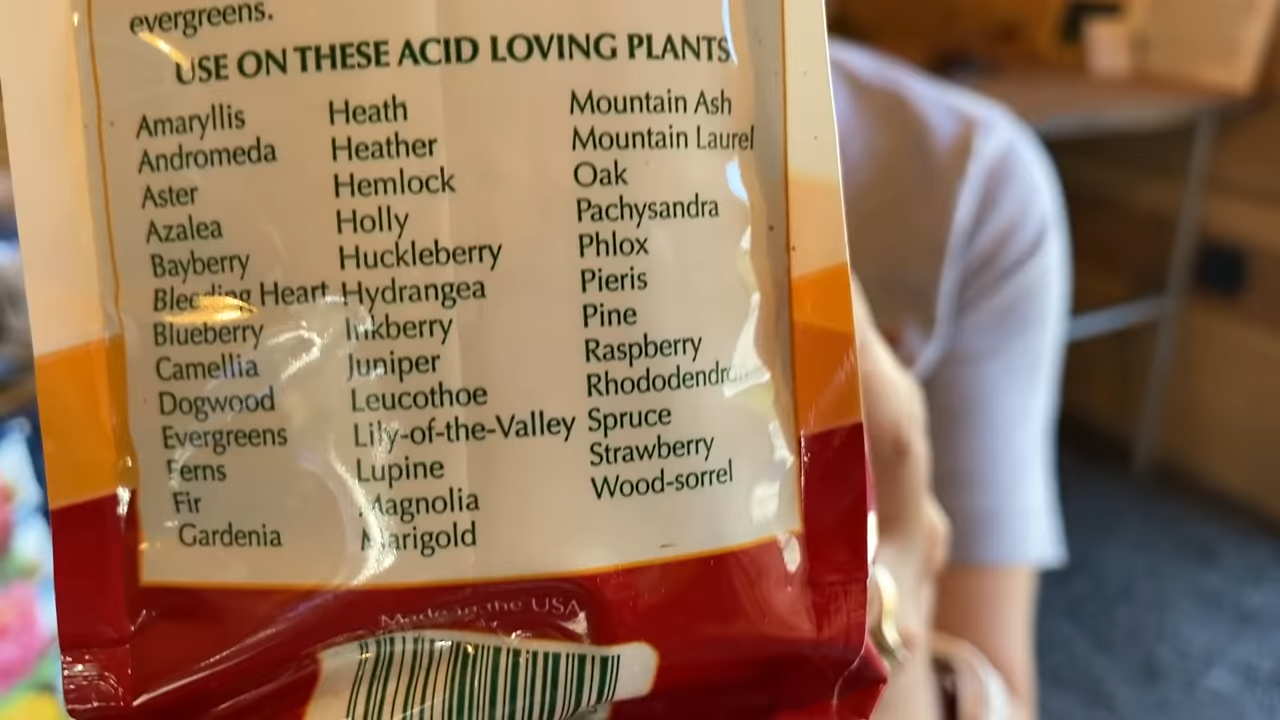 evergreens.
USE ON THESE ACID LOVING PLANTS
Amaryllis
Andromeda
Aster
Azalea
Bayberry
Bleeding Heart
Blueberry
Camellia
Dogwood
Evergreens
Ferns
Fir
Gardenia
Heath
Heather
Hemlock
Holly
Huckleberry
Hydrangea
Inkberry
Juniper
Leucothoe
Lily-of-the-Valley
Lupine
Magnolia
Marigold
Mountain Ash
Mountain Laurel
Oak
Pachysandra
Phlox
Pieris
Pine
Raspberry
Rhododendron
Spruce
Strawberry
Wood-sorrel
Made in the USA